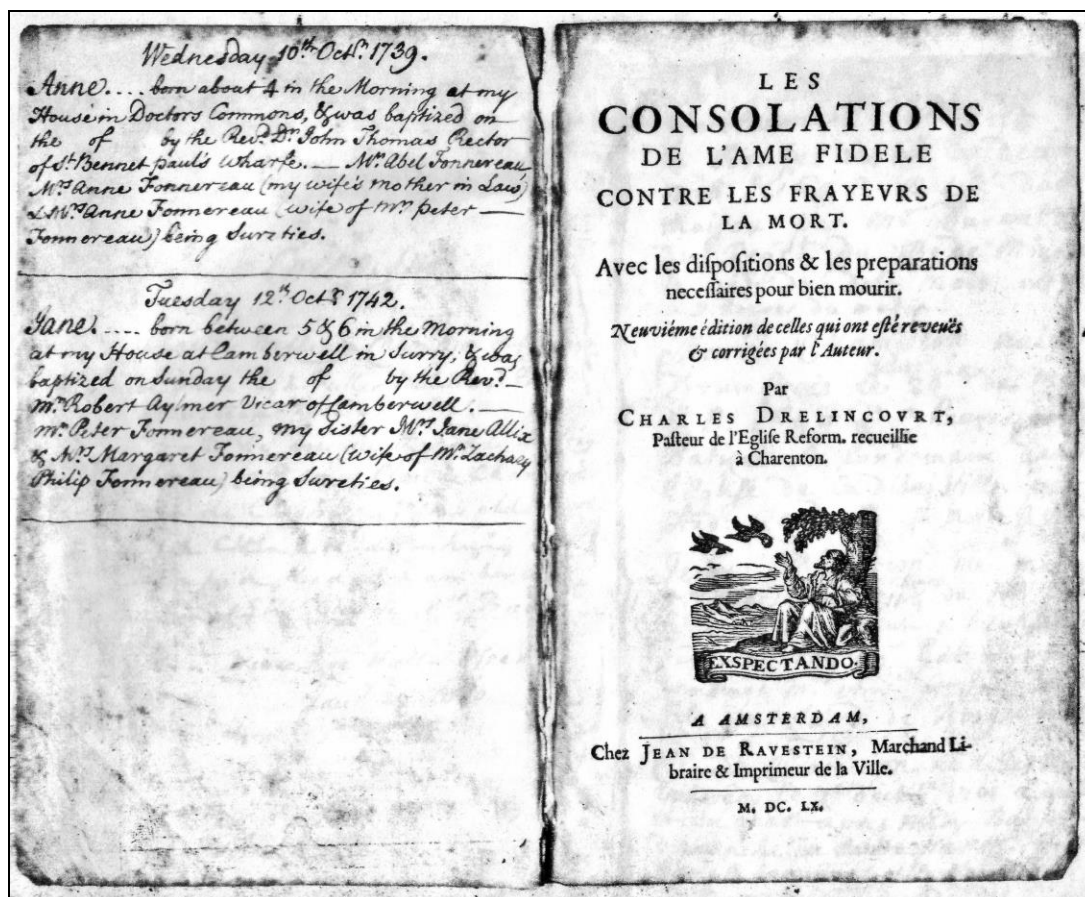 Wednesday 10th Octr. 1739.
Anne.... born about 4 in the Morning at my
House in Doctors Commons, & was baptized on
the of by the Revd. Dr. John Thomas Rector
of St. Bennet paul's Wharfe. — Mr. Abel Fonnereau,
Mrs. Anne Fonnereau (my wife's mother in Law)
& Mrs. Anne Fonnereau (wife of Mr. peter —
Fonnereau) being Sureties.
Tuesday 12th Octr. 1742.
Jane. .... born between 5 & 6 in the Morning
at my House at Camberwell in Surry, & was
baptized on Sunday the of by the Revd. —
Mr. Robert Aylmer Vicar of Camberwell. —
Mr. Peter Fonnereau, my Sister Mrs. Jane Allix
& Mrs. Margaret Fonnereau (wife of Mr. Zachary
Philip Fonnereau) being Sureties.
LES
CONSOLATIONS
DE L'AME FIDELE
CONTRE LES FRAYEVRS DE
LA MORT.
Avec les diſpoſitions & les preparations
neceſſaires pour bien mourir.
Neuviéme édition de celles qui ont eſté reveuës
& corrigées par l'Auteur.
Par
CHARLES DRELINCOVRT,
Paſteur de l'Egliſe Reform. recueillie
à Charenton.
EXSPECTANDO.
A AMSTERDAM,
Chez JEAN DE RAVESTEIN, Marchand Li-
braire & Imprimeur de la Ville.
M. DC. LX.